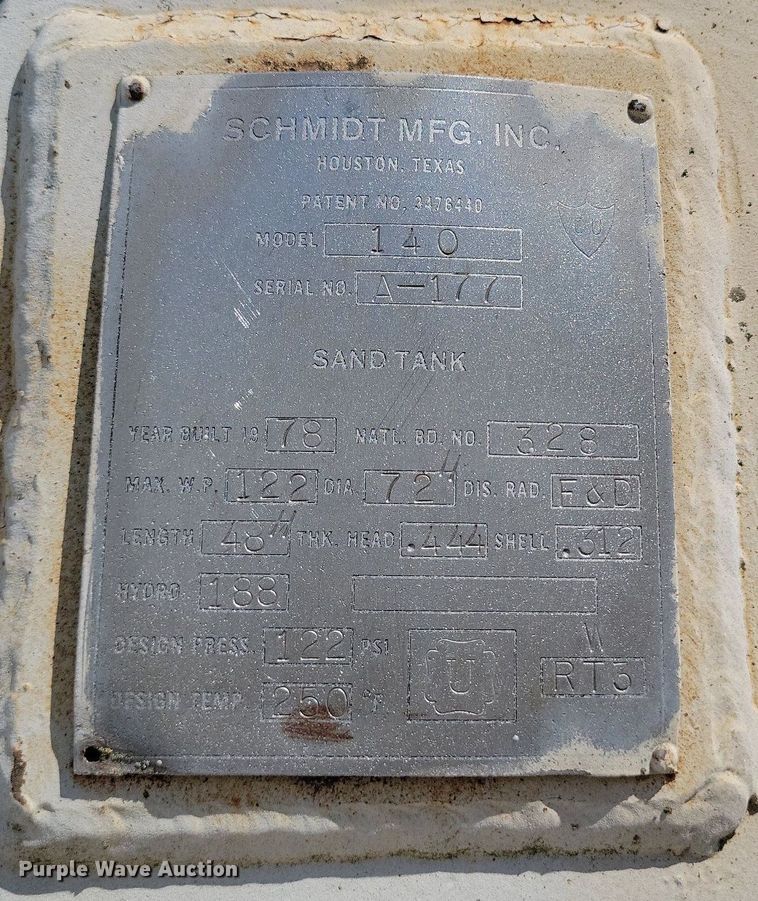 SCHMIDT MFG. INC.
HOUSTON, TEXAS
PATENT NO. 3476440
MODEL 140
SERIAL NO. A-177
SAND TANK
YEAR BUILT 19 78 NATL. BD. NO. 328
MAX. W.P. 122 DIA. 72" DIS. RAD. F&D
LENGTH 48" THK. HEAD .444 SHELL .312
HYDRO. 188
DESIGN PRESS. 122 PSI
U
RT3
DESIGN TEMP. 250 °F
Purple Wave Auction